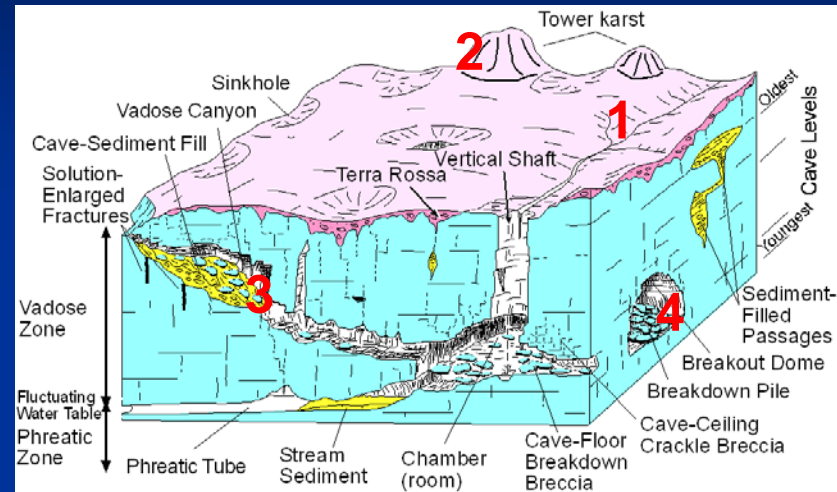 Tower karst
2
Sinkhole
1
Vadose Canyon
Cave-Sediment Fill
Solution-
Enlarged
Fractures
Terra Rossa
Vertical Shaft
Oldest
Cave Levels
Youngest
3
4
Vadose
Zone
Sediment-
Filled
Passages
Breakout Dome
Breakdown Pile
Fluctuating
Water Table
Phreatic
Zone
Phreatic Tube
Stream
Sediment
Chamber
(room)
Cave-Floor
Breakdown
Breccia
Cave-Ceiling
Crackle Breccia